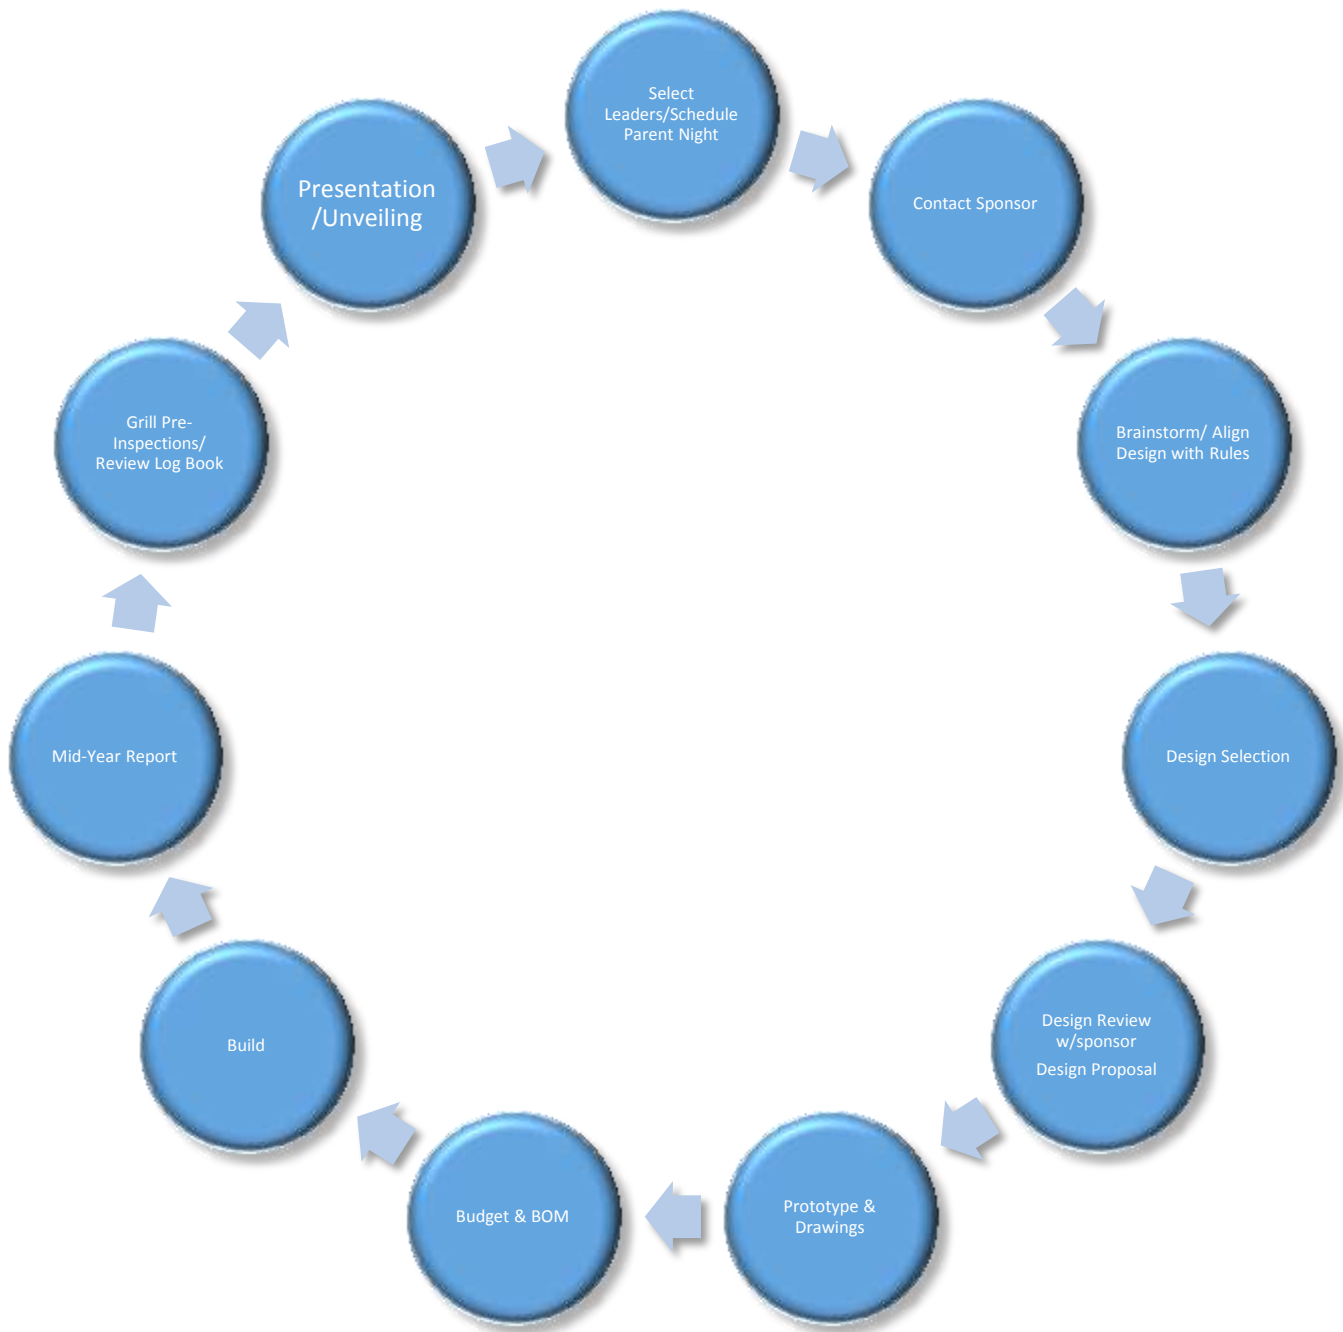 Select
Leaders/Schedule
Parent Night
Contact Sponsor
Brainstorm/ Align
Design with Rules
Design Selection
Design Review
w/sponsor
Design Proposal
Prototype &
Drawings
Budget & BOM
Build
Mid-Year Report
Grill Pre-
Inspections/
Review Log Book
Presentation
/Unveiling